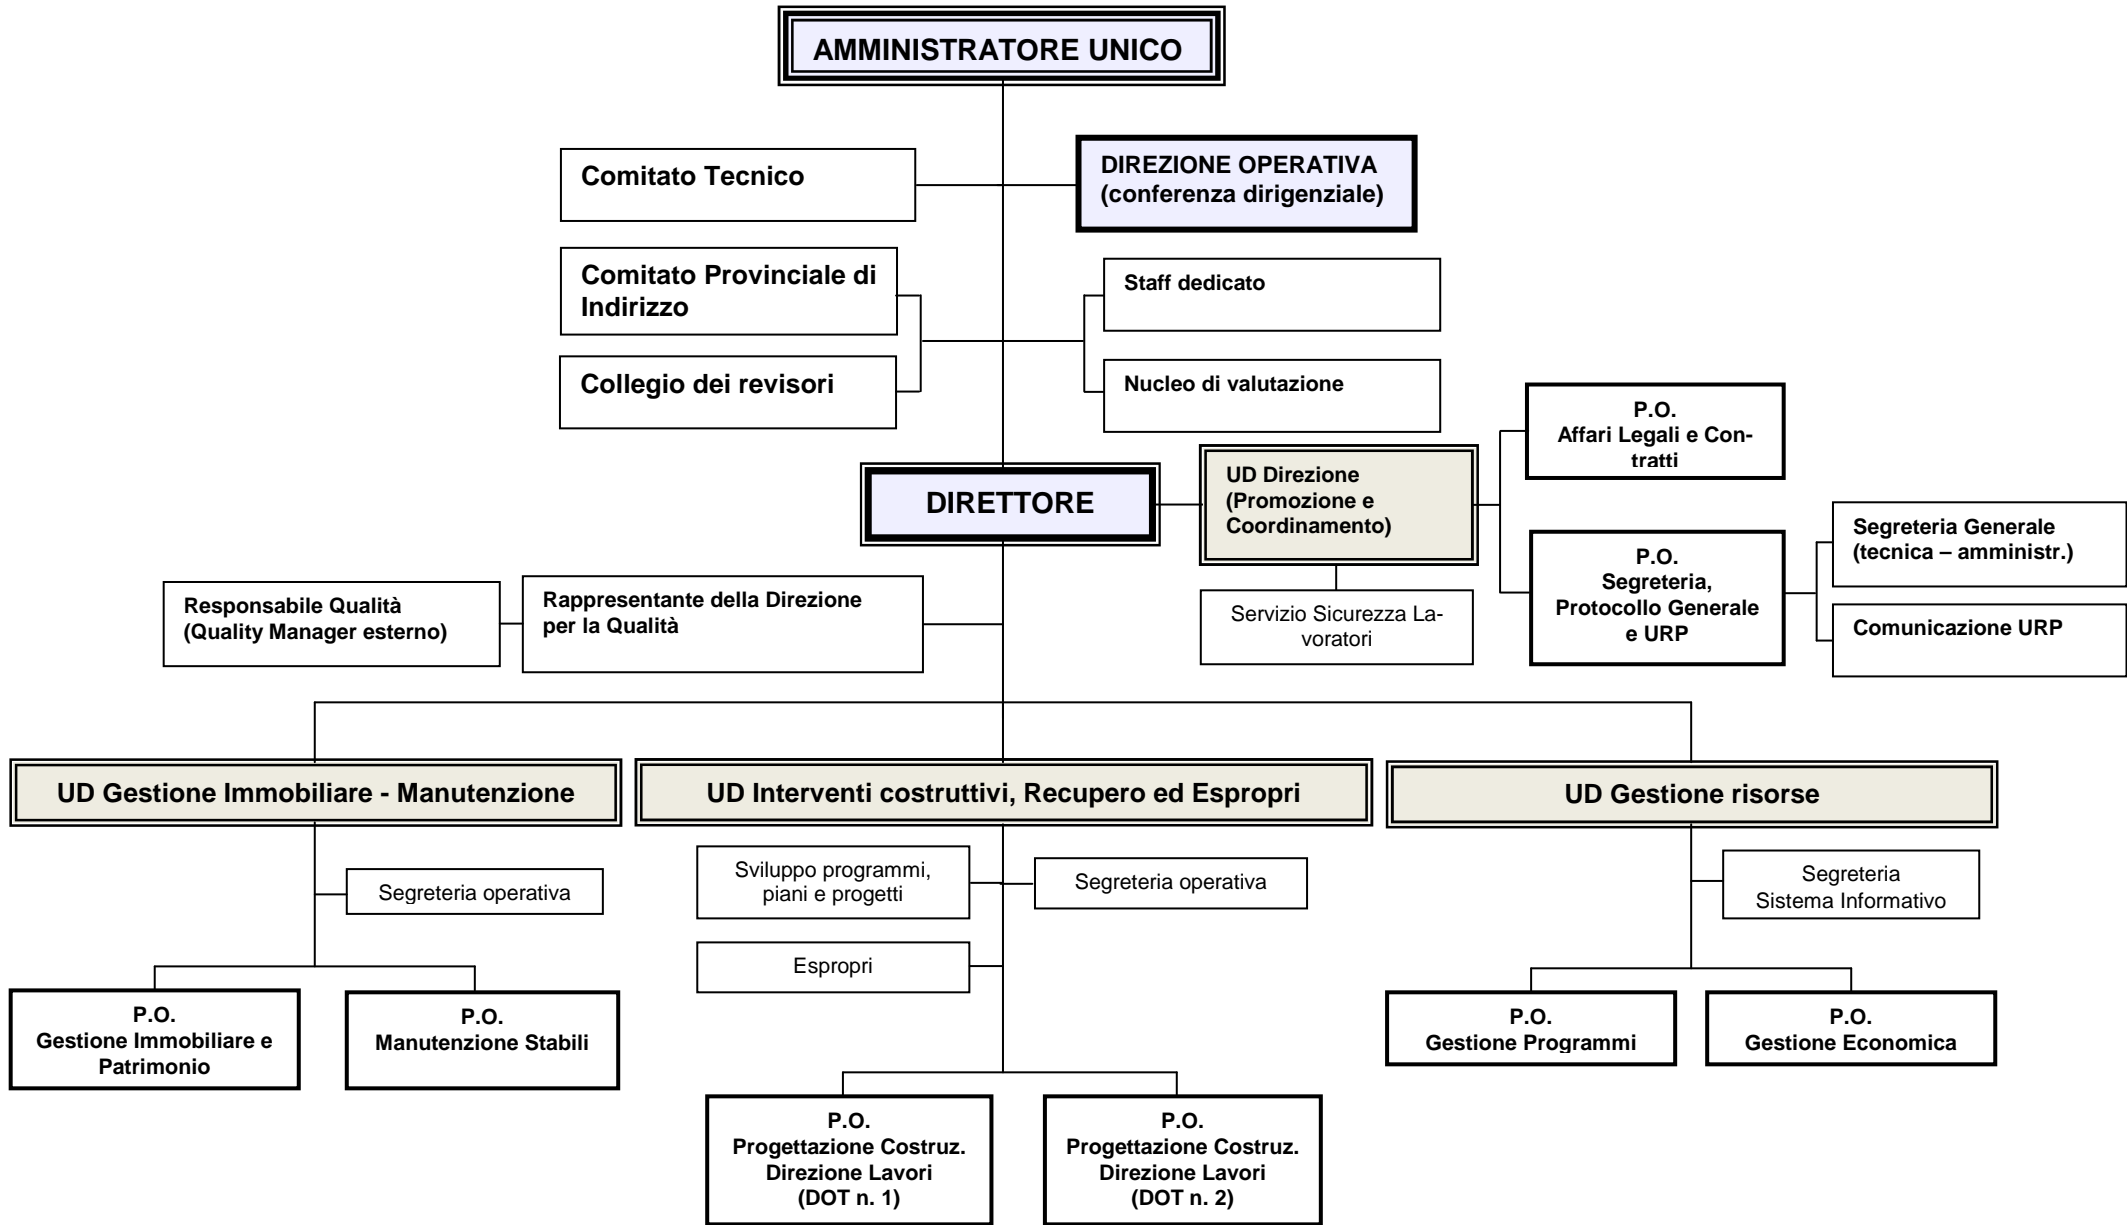 AMMINISTRATORE UNICO
Comitato Tecnico
DIREZIONE OPERATIVA
(conferenza dirigenziale)
Comitato Provinciale di
Indirizzo
Staff dedicato
Collegio dei revisori
Nucleo di valutazione
P.O.
Affari Legali e Con-
tratti
DIRETTORE
UD Direzione
(Promozione e
Coordinamento)
P.O.
Segreteria,
Protocollo Generale
e URP
Segreteria Generale
(tecnica – amministr.)
Comunicazione URP
Servizio Sicurezza La-
voratori
Responsabile Qualità
(Quality Manager esterno)
Rappresentante della Direzione
per la Qualità
UD Gestione Immobiliare - Manutenzione
UD Interventi costruttivi, Recupero ed Espropri
UD Gestione risorse
Segreteria operativa
Sviluppo programmi,
piani e progetti
Segreteria operativa
Segreteria
Sistema Informativo
Espropri
P.O.
Gestione Immobiliare e
Patrimonio
P.O.
Manutenzione Stabili
P.O.
Gestione Programmi
P.O.
Gestione Economica
P.O.
Progettazione Costruz.
Direzione Lavori
(DOT n. 1)
P.O.
Progettazione Costruz.
Direzione Lavori
(DOT n. 2)